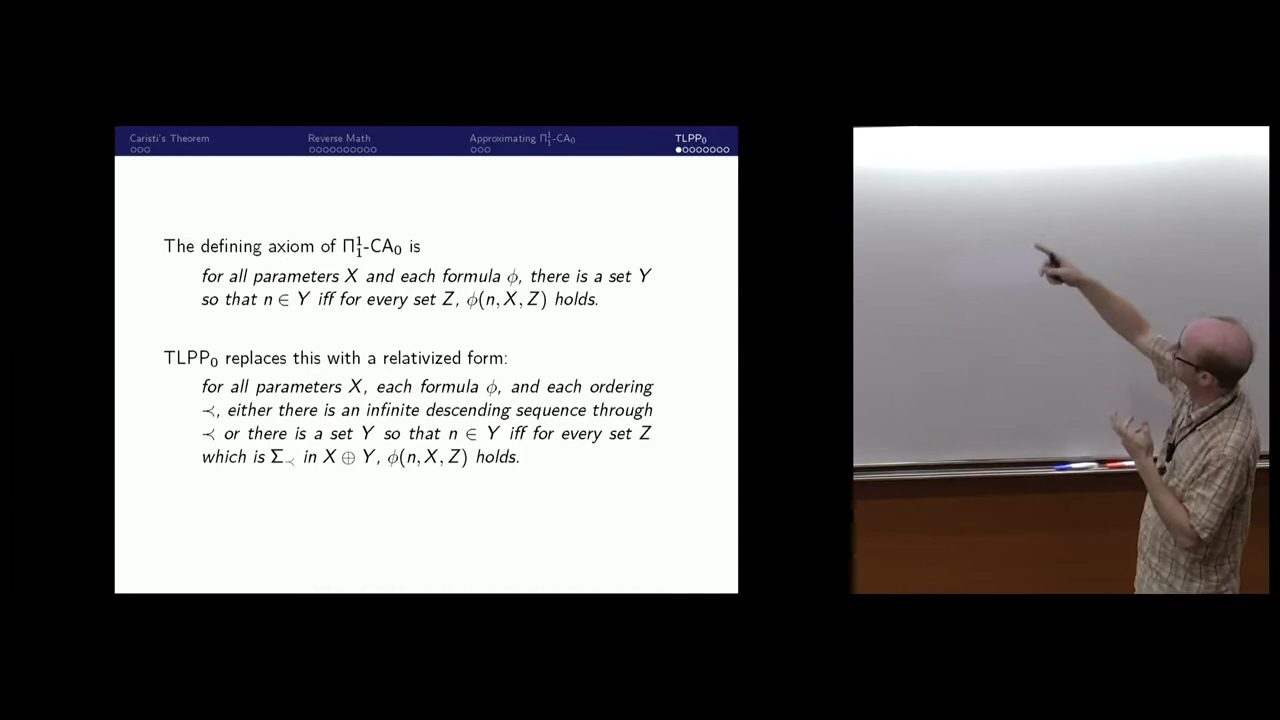 Caristi's Theorem
Reverse Math
Approximating Π¹₁-CA₀
TLPP₀
The defining axiom of Π¹₁-CA₀ is
for all parameters X and each formula ϕ, there is a set Y
so that n ∈ Y iff for every set Z, ϕ(n, X, Z) holds.
TLPP₀ replaces this with a relativized form:
for all parameters X, each formula ϕ, and each ordering
≺, either there is an infinite descending sequence through
≺ or there is a set Y so that n ∈ Y iff for every set Z
which is Σ≺ in X ⊕ Y, ϕ(n, X, Z) holds.